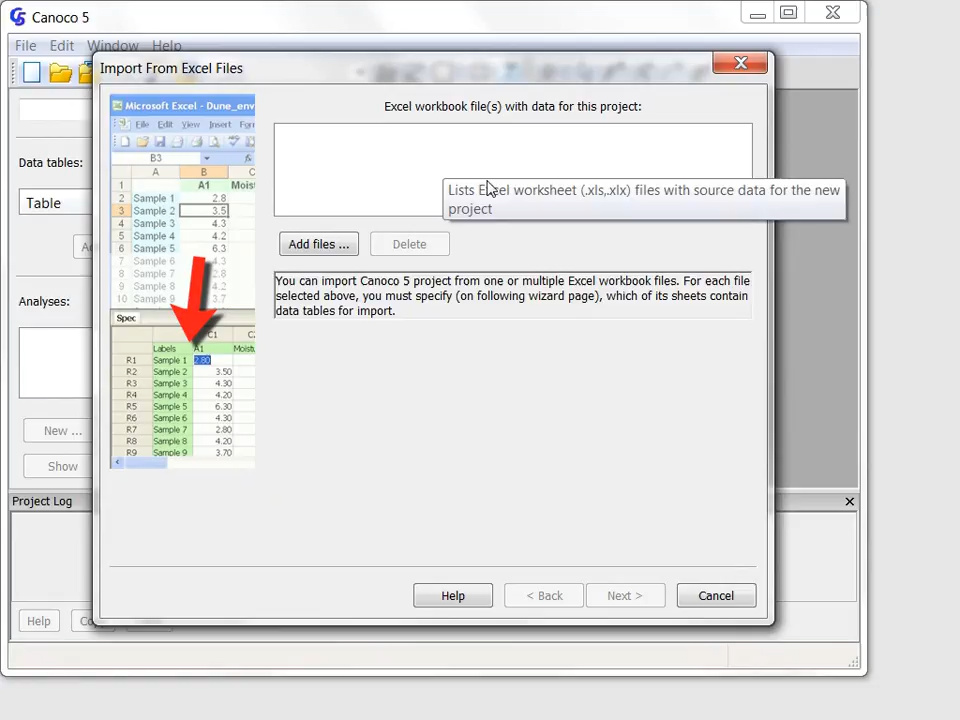 Canoco 5
File Edit Window Help
Import From Excel Files
Microsoft Excel - Dune_env
File Edit View Insert
B3
A B C
1 A1 Mois
2 Sample 1 2.8
3 Sample 2 3.5
4 Sample 3 4.3
5 Sample 4 4.2
6 Sample 5 6.3
7 Sample 6 4.3
8 Sample 7 2.8
9 Sample 8 4.2
10 Sample 9 3.7
Spec
C1
Labels A1 Moistu
R1 Sample 1 2.80
R2 Sample 2 3.50
R3 Sample 3 4.30
R4 Sample 4 4.20
R5 Sample 5 6.30
R6 Sample 6 4.30
R7 Sample 7 2.80
R8 Sample 8 4.20
R9 Sample 9 3.70
Excel workbook file(s) with data for this project:
Lists Excel worksheet (.xls,.xlx) files with source data for the new
project
Add files ... Delete
You can import Canoco 5 project from one or multiple Excel workbook files. For each file
selected above, you must specify (on following wizard page), which of its sheets contain
data tables for import.
Help < Back Next > Cancel
Data tables:
Table
Analyses:
New ...
Show
Project Log
Help